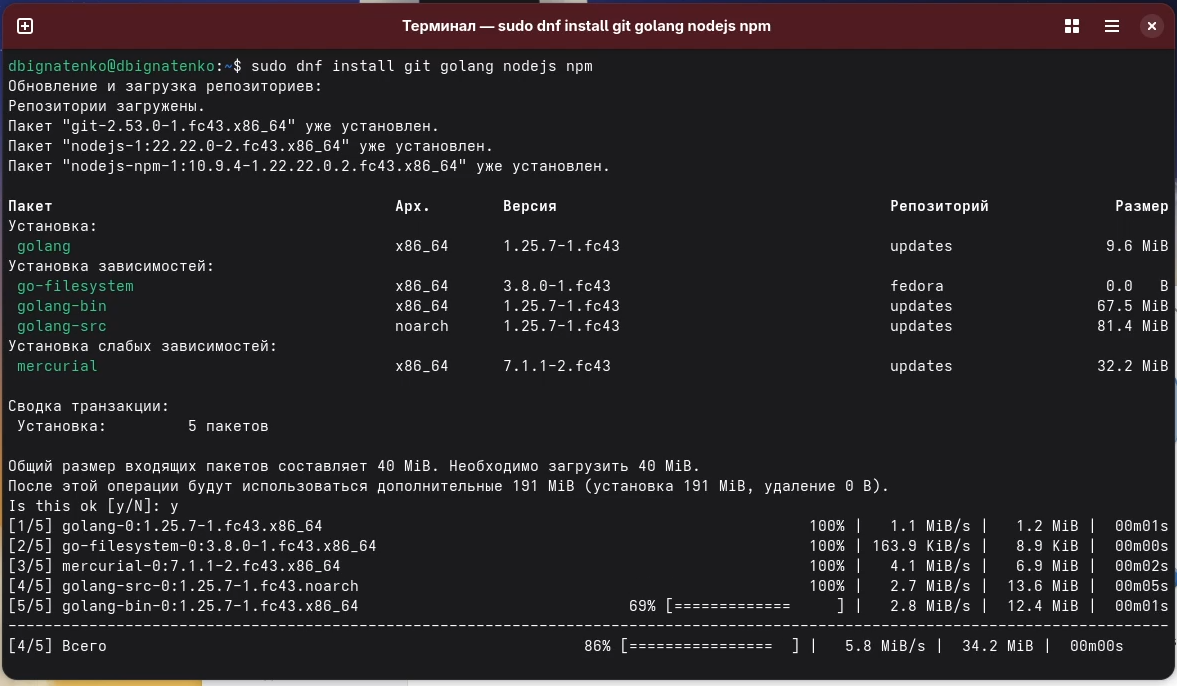 Терминал — sudo dnf install git golang nodejs npm
dbignatenko@dbignatenko:~$ sudo dnf install git golang nodejs npm
Обновление и загрузка репозиториев:
Репозитории загружены.
Пакет "git-2.53.0-1.fc43.x86_64" уже установлен.
Пакет "nodejs-1:22.22.0-2.fc43.x86_64" уже установлен.
Пакет "nodejs-npm-1:10.9.4-1.22.22.0.2.fc43.x86_64" уже установлен.
Пакет Арх. Версия Репозиторий Размер
Установка:
golang x86_64 1.25.7-1.fc43 updates 9.6 MiB
Установка зависимостей:
go-filesystem x86_64 3.8.0-1.fc43 fedora 0.0 B
golang-bin x86_64 1.25.7-1.fc43 updates 67.5 MiB
golang-src noarch 1.25.7-1.fc43 updates 81.4 MiB
Установка слабых зависимостей:
mercurial x86_64 7.1.1-2.fc43 updates 32.2 MiB
Сводка транзакции:
Установка: 5 пакетов
Общий размер входящих пакетов составляет 40 MiB. Необходимо загрузить 40 MiB.
После этой операции будут использоваться дополнительные 191 MiB (установка 191 MiB, удаление 0 B).
Is this ok [y/N]: y
[1/5] golang-0:1.25.7-1.fc43.x86_64 100% | 1.1 MiB/s | 1.2 MiB | 00m01s
[2/5] go-filesystem-0:3.8.0-1.fc43.x86_64 100% | 163.9 KiB/s | 8.9 KiB | 00m00s
[3/5] mercurial-0:7.1.1-2.fc43.x86_64 100% | 4.1 MiB/s | 6.9 MiB | 00m02s
[4/5] golang-src-0:1.25.7-1.fc43.noarch 100% | 2.7 MiB/s | 13.6 MiB | 00m05s
[5/5] golang-bin-0:1.25.7-1.fc43.x86_64 69% [============= ] | 2.8 MiB/s | 12.4 MiB | 00m01s
---------------------------------------------------------------------------------------------------------------------------------
[4/5] Всего 86% [================ ] | 5.8 MiB/s | 34.2 MiB | 00m00s